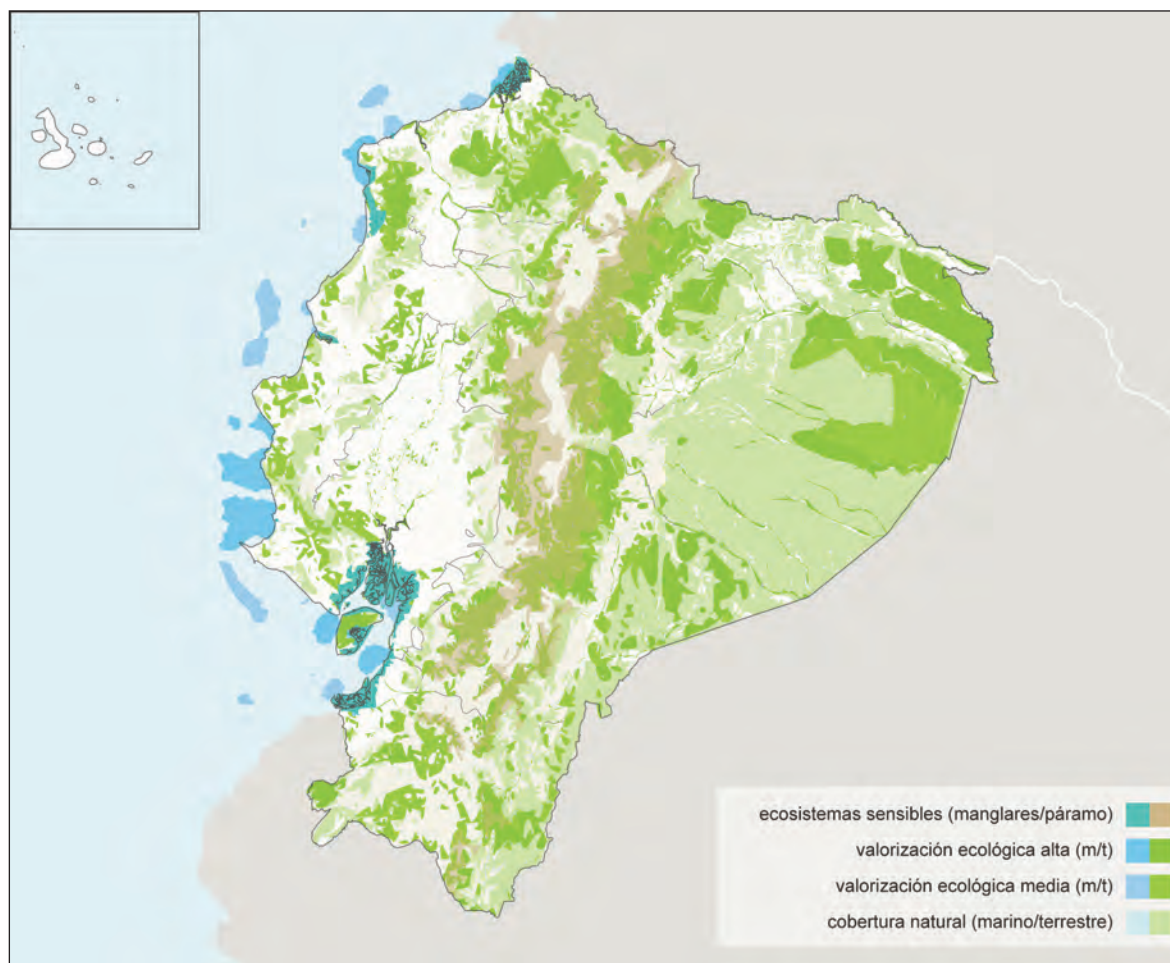 ecosistemas sensibles (manglares/páramo)
valorización ecológica alta (m/t)
valorización ecológica media (m/t)
cobertura natural (marino/terrestre)